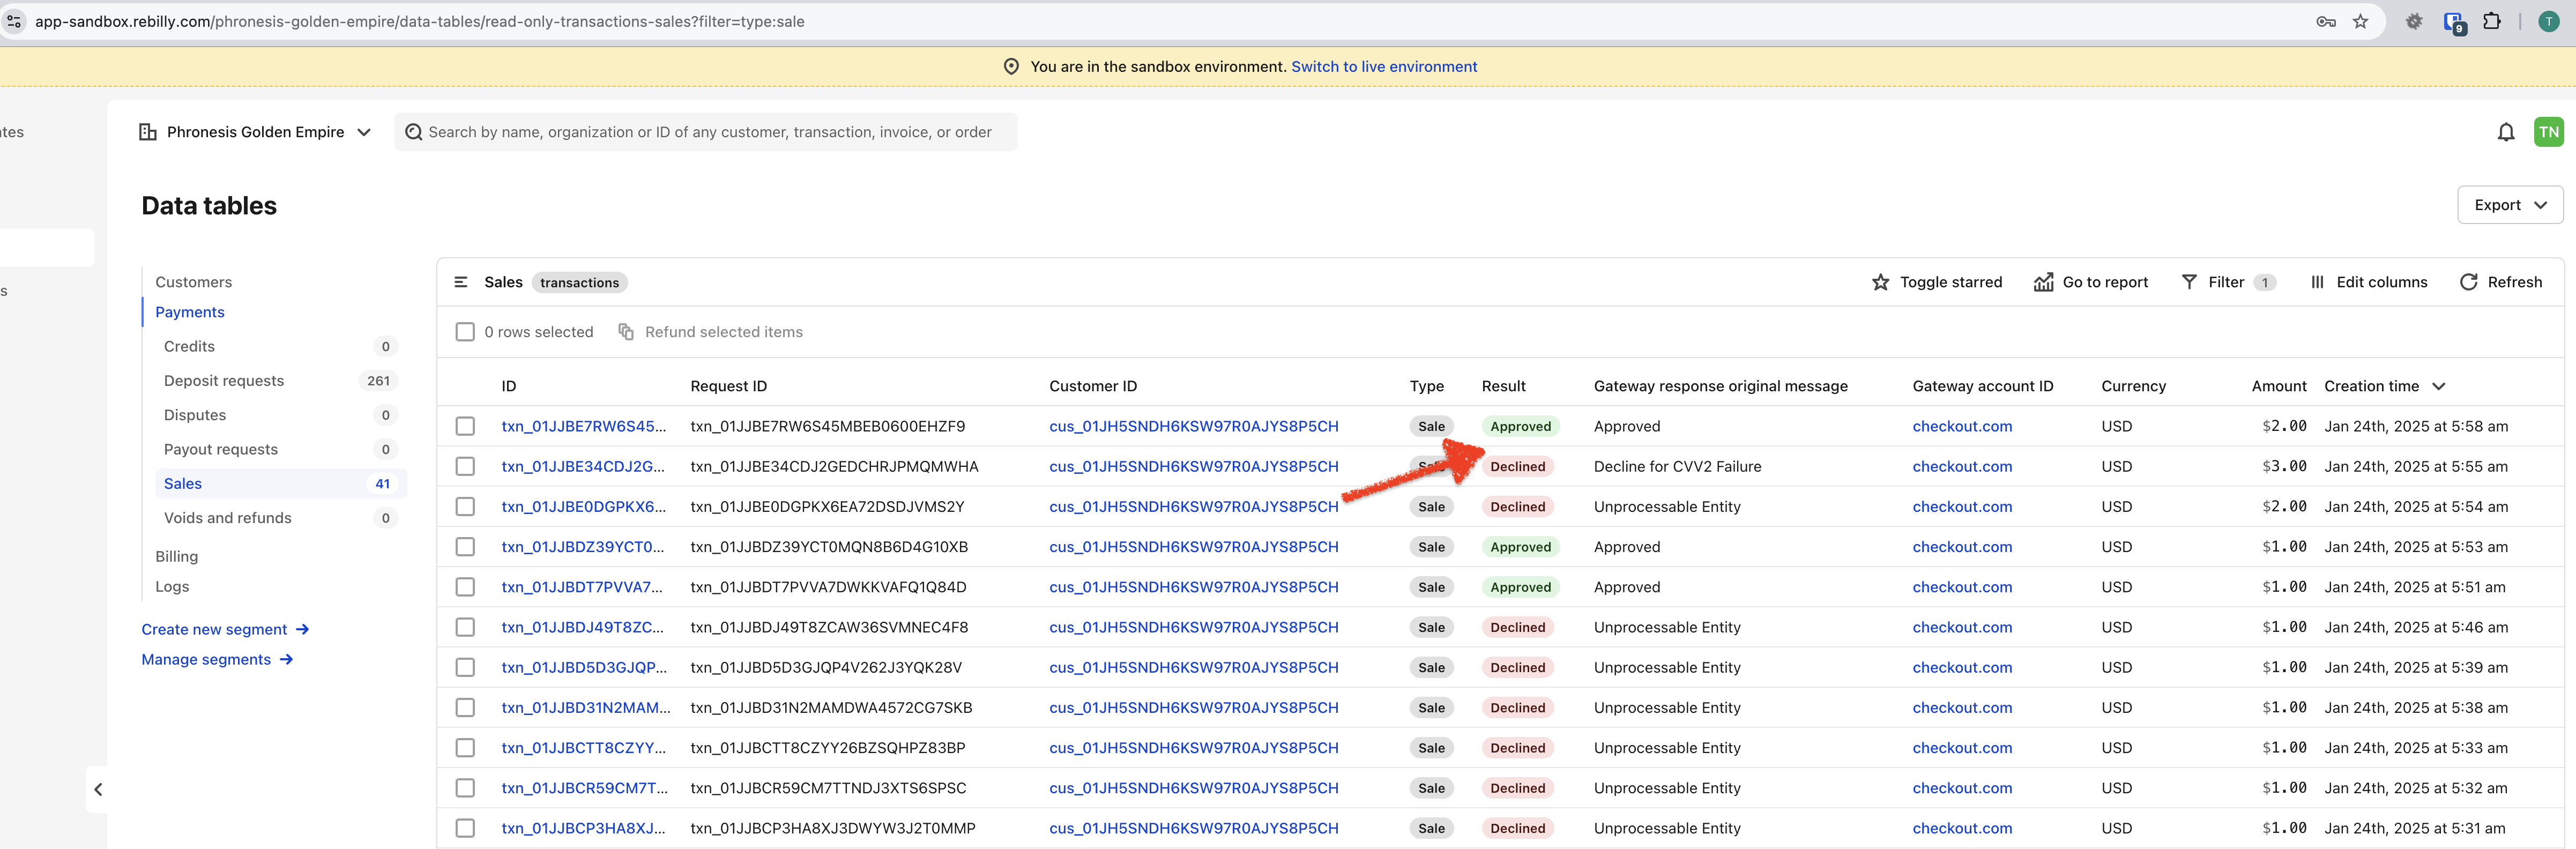 app-sandbox.rebilly.com/phronesis-golden-empire/data-tables/read-only-transactions-sales?filter=type:sale
9
T
You are in the sandbox environment. Switch to live environment
Phronesis Golden Empire
Search by name, organization or ID of any customer, transaction, invoice, or order
TN
Data tables
Export
Customers
Payments
Credits 0
Deposit requests 261
Disputes 0
Payout requests 0
Sales 41
Voids and refunds 0
Billing
Logs
Create new segment →
Manage segments →
Sales transactions
Toggle starred Go to report Filter 1 Edit columns Refresh
0 rows selected Refund selected items
ID Request ID Customer ID Type Result Gateway response original message Gateway account ID Currency Amount Creation time
txn_01JJBE7RW6S45... txn_01JJBE7RW6S45MBEB0600EHZF9 cus_01JH5SNDH6KSW97R0AJYS8P5CH Sale Approved Approved checkout.com USD $2.00 Jan 24th, 2025 at 5:58 am
txn_01JJBE34CDJ2G... txn_01JJBE34CDJ2GEDCHRJPMQMWHA cus_01JH5SNDH6KSW97R0AJYS8P5CH Sale Declined Decline for CVV2 Failure checkout.com USD $3.00 Jan 24th, 2025 at 5:55 am
txn_01JJBE0DGPKX6... txn_01JJBE0DGPKX6EA72DSDJVMS2Y cus_01JH5SNDH6KSW97R0AJYS8P5CH Sale Declined Unprocessable Entity checkout.com USD $2.00 Jan 24th, 2025 at 5:54 am
txn_01JJBDZ39YCT0... txn_01JJBDZ39YCT0MQN8B6D4G10XB cus_01JH5SNDH6KSW97R0AJYS8P5CH Sale Approved Approved checkout.com USD $1.00 Jan 24th, 2025 at 5:53 am
txn_01JJBDT7PVVA7... txn_01JJBDT7PVVA7DWKKVAFQ1Q84D cus_01JH5SNDH6KSW97R0AJYS8P5CH Sale Approved Approved checkout.com USD $1.00 Jan 24th, 2025 at 5:51 am
txn_01JJBDJ49T8ZC... txn_01JJBDJ49T8ZCAW36SVMNEC4F8 cus_01JH5SNDH6KSW97R0AJYS8P5CH Sale Declined Unprocessable Entity checkout.com USD $1.00 Jan 24th, 2025 at 5:46 am
txn_01JJBD5D3GJQP... txn_01JJBD5D3GJQP4V262J3YQK28V cus_01JH5SNDH6KSW97R0AJYS8P5CH Sale Declined Unprocessable Entity checkout.com USD $1.00 Jan 24th, 2025 at 5:39 am
txn_01JJBD31N2MAM... txn_01JJBD31N2MAMDWA4572CG7SKB cus_01JH5SNDH6KSW97R0AJYS8P5CH Sale Declined Unprocessable Entity checkout.com USD $1.00 Jan 24th, 2025 at 5:38 am
txn_01JJBCTT8CZYY... txn_01JJBCTT8CZYY26BZSQHPZ83BP cus_01JH5SNDH6KSW97R0AJYS8P5CH Sale Declined Unprocessable Entity checkout.com USD $1.00 Jan 24th, 2025 at 5:33 am
txn_01JJBCR59CM7T... txn_01JJBCR59CM7TTNDJ3XTS6SPSC cus_01JH5SNDH6KSW97R0AJYS8P5CH Sale Declined Unprocessable Entity checkout.com USD $1.00 Jan 24th, 2025 at 5:32 am
txn_01JJBCP3HA8XJ... txn_01JJBCP3HA8XJ3DWYW3J2T0MMP cus_01JH5SNDH6KSW97R0AJYS8P5CH Sale Declined Unprocessable Entity checkout.com USD $1.00 Jan 24th, 2025 at 5:31 am